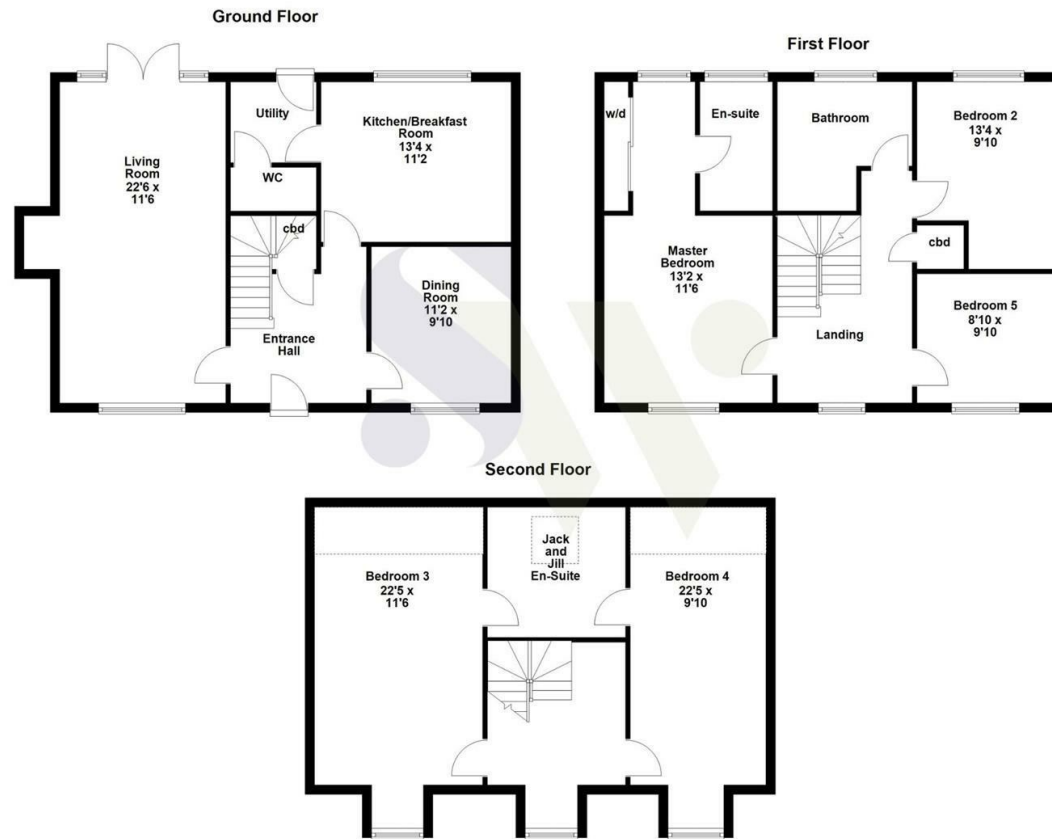 Ground Floor
Utility
Kitchen/Breakfast
Room
13'4 x
11'2
Living
Room
22'6 x
11'6
WC
cbd
Dining
Room
11'2 x
9'10
Entrance
Hall
First Floor
w/d
En-suite
Bathroom
Bedroom 2
13'4 x
9'10
Master
Bedroom
13'2 x
11'6
cbd
Bedroom 5
8'10 x
9'10
Landing
Second Floor
Bedroom 3
22'5 x
11'6
Jack
and
Jill
En-Suite
Bedroom 4
22'5 x
9'10